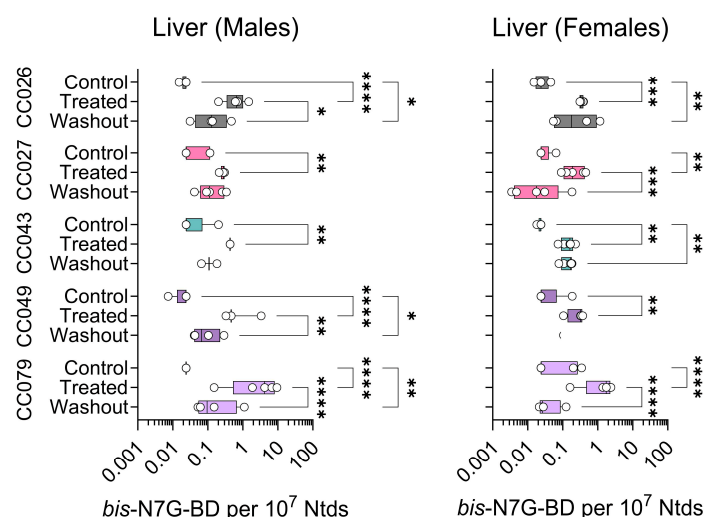 Liver (Males)
CC026
Control
Treated
Washout
****
*
*
CC027
Control
Treated
Washout
**
CC043
Control
Treated
Washout
**
CC049
Control
Treated
Washout
****
**
*
CC079
Control
Treated
Washout
****
****
**
0.001
0.01
0.1
1
10
100
bis-N7G-BD per 10⁷ Ntds
Liver (Females)
***
**
**
***
**
**
**
****
****
0.001
0.01
0.1
1
10
100
bis-N7G-BD per 10⁷ Ntds